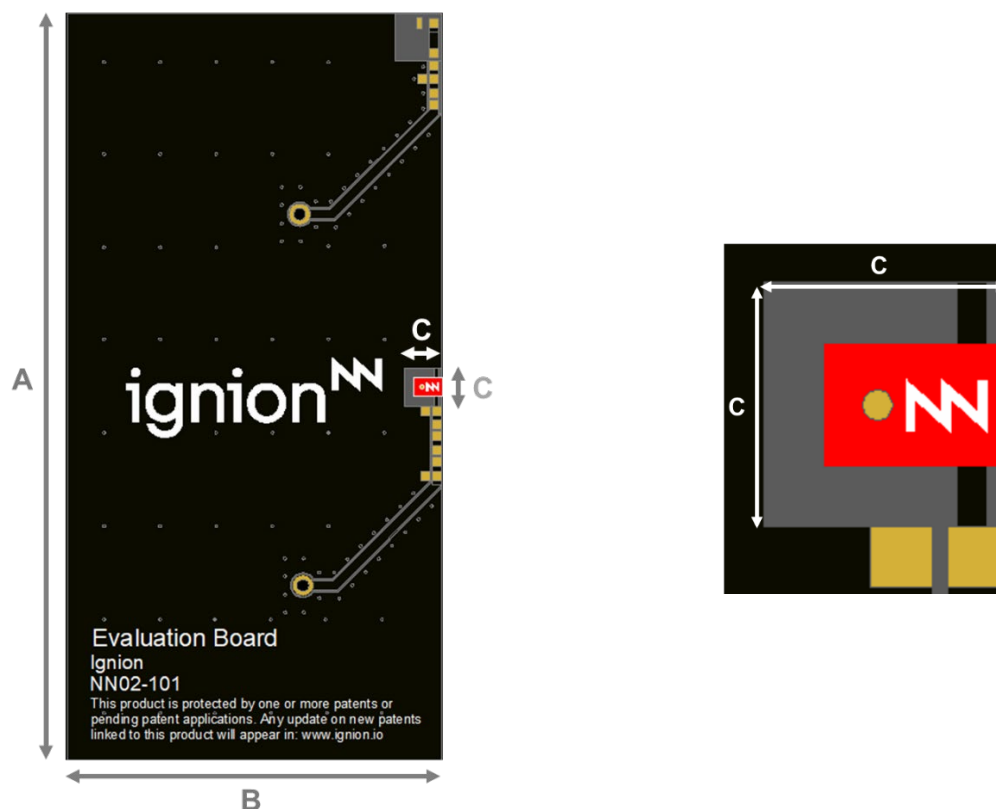 C
C
A
C
C
ignion
C
Evaluation Board
Ignion
NN02-101
This product is protected by one or more patents or
pending patent applications. Any update on new patents
linked to this product will appear in: www.ignion.io
B